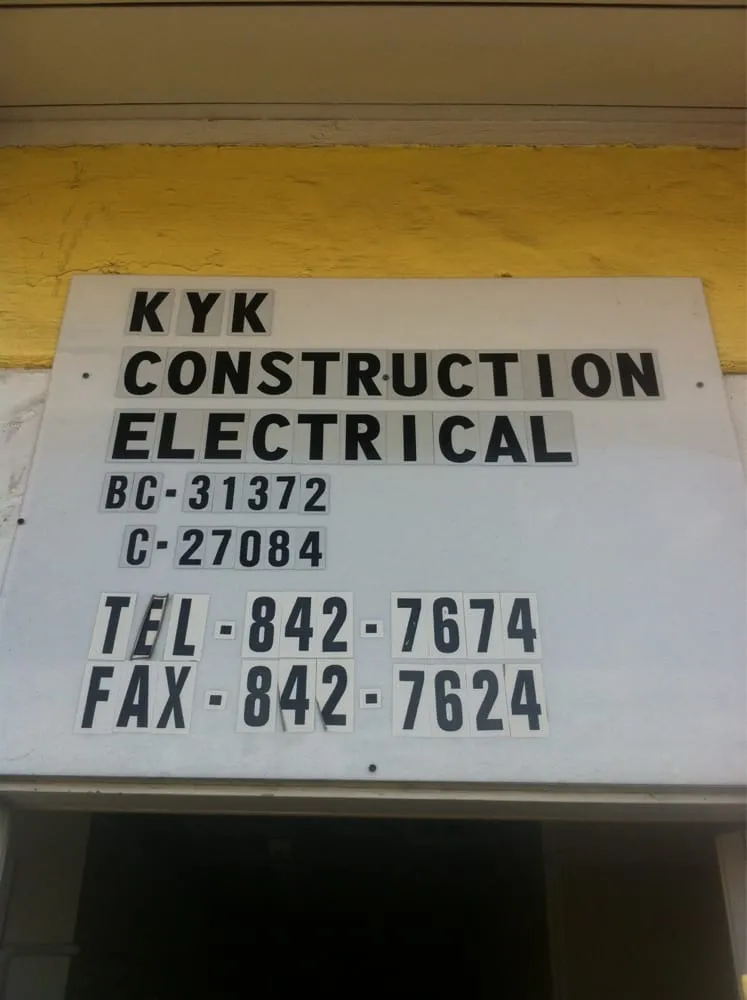 KYK
CONSTRUCTION
ELECTRICAL
BC-31372
C-27084
TEL-842-7674
FAX-842-7624